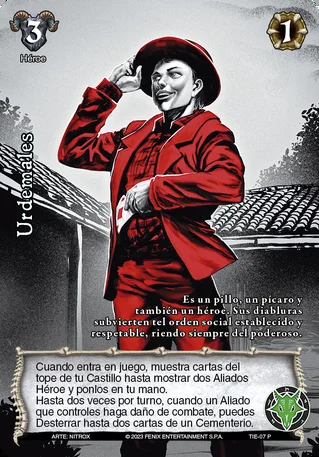 3
1
Héroe
Urdemales
Es un pillo, un pícaro y
también un héroe. Sus diabluras
subvierten tel orden social establecido y
respetable, riendo siempre del poderoso.
Cuando entra en juego, muestra cartas del
tope de tu Castillo hasta mostrar dos Aliados
Héroe y ponlos en tu mano.
Hasta dos veces por turno, cuando un Aliado
que controles haga daño de combate, puedes
Desterrar hasta dos cartas de un Cementerio.
ARTE: NITROX
©2023 FENIX ENTERTAINMENT S.P.A.
TIE-07 P